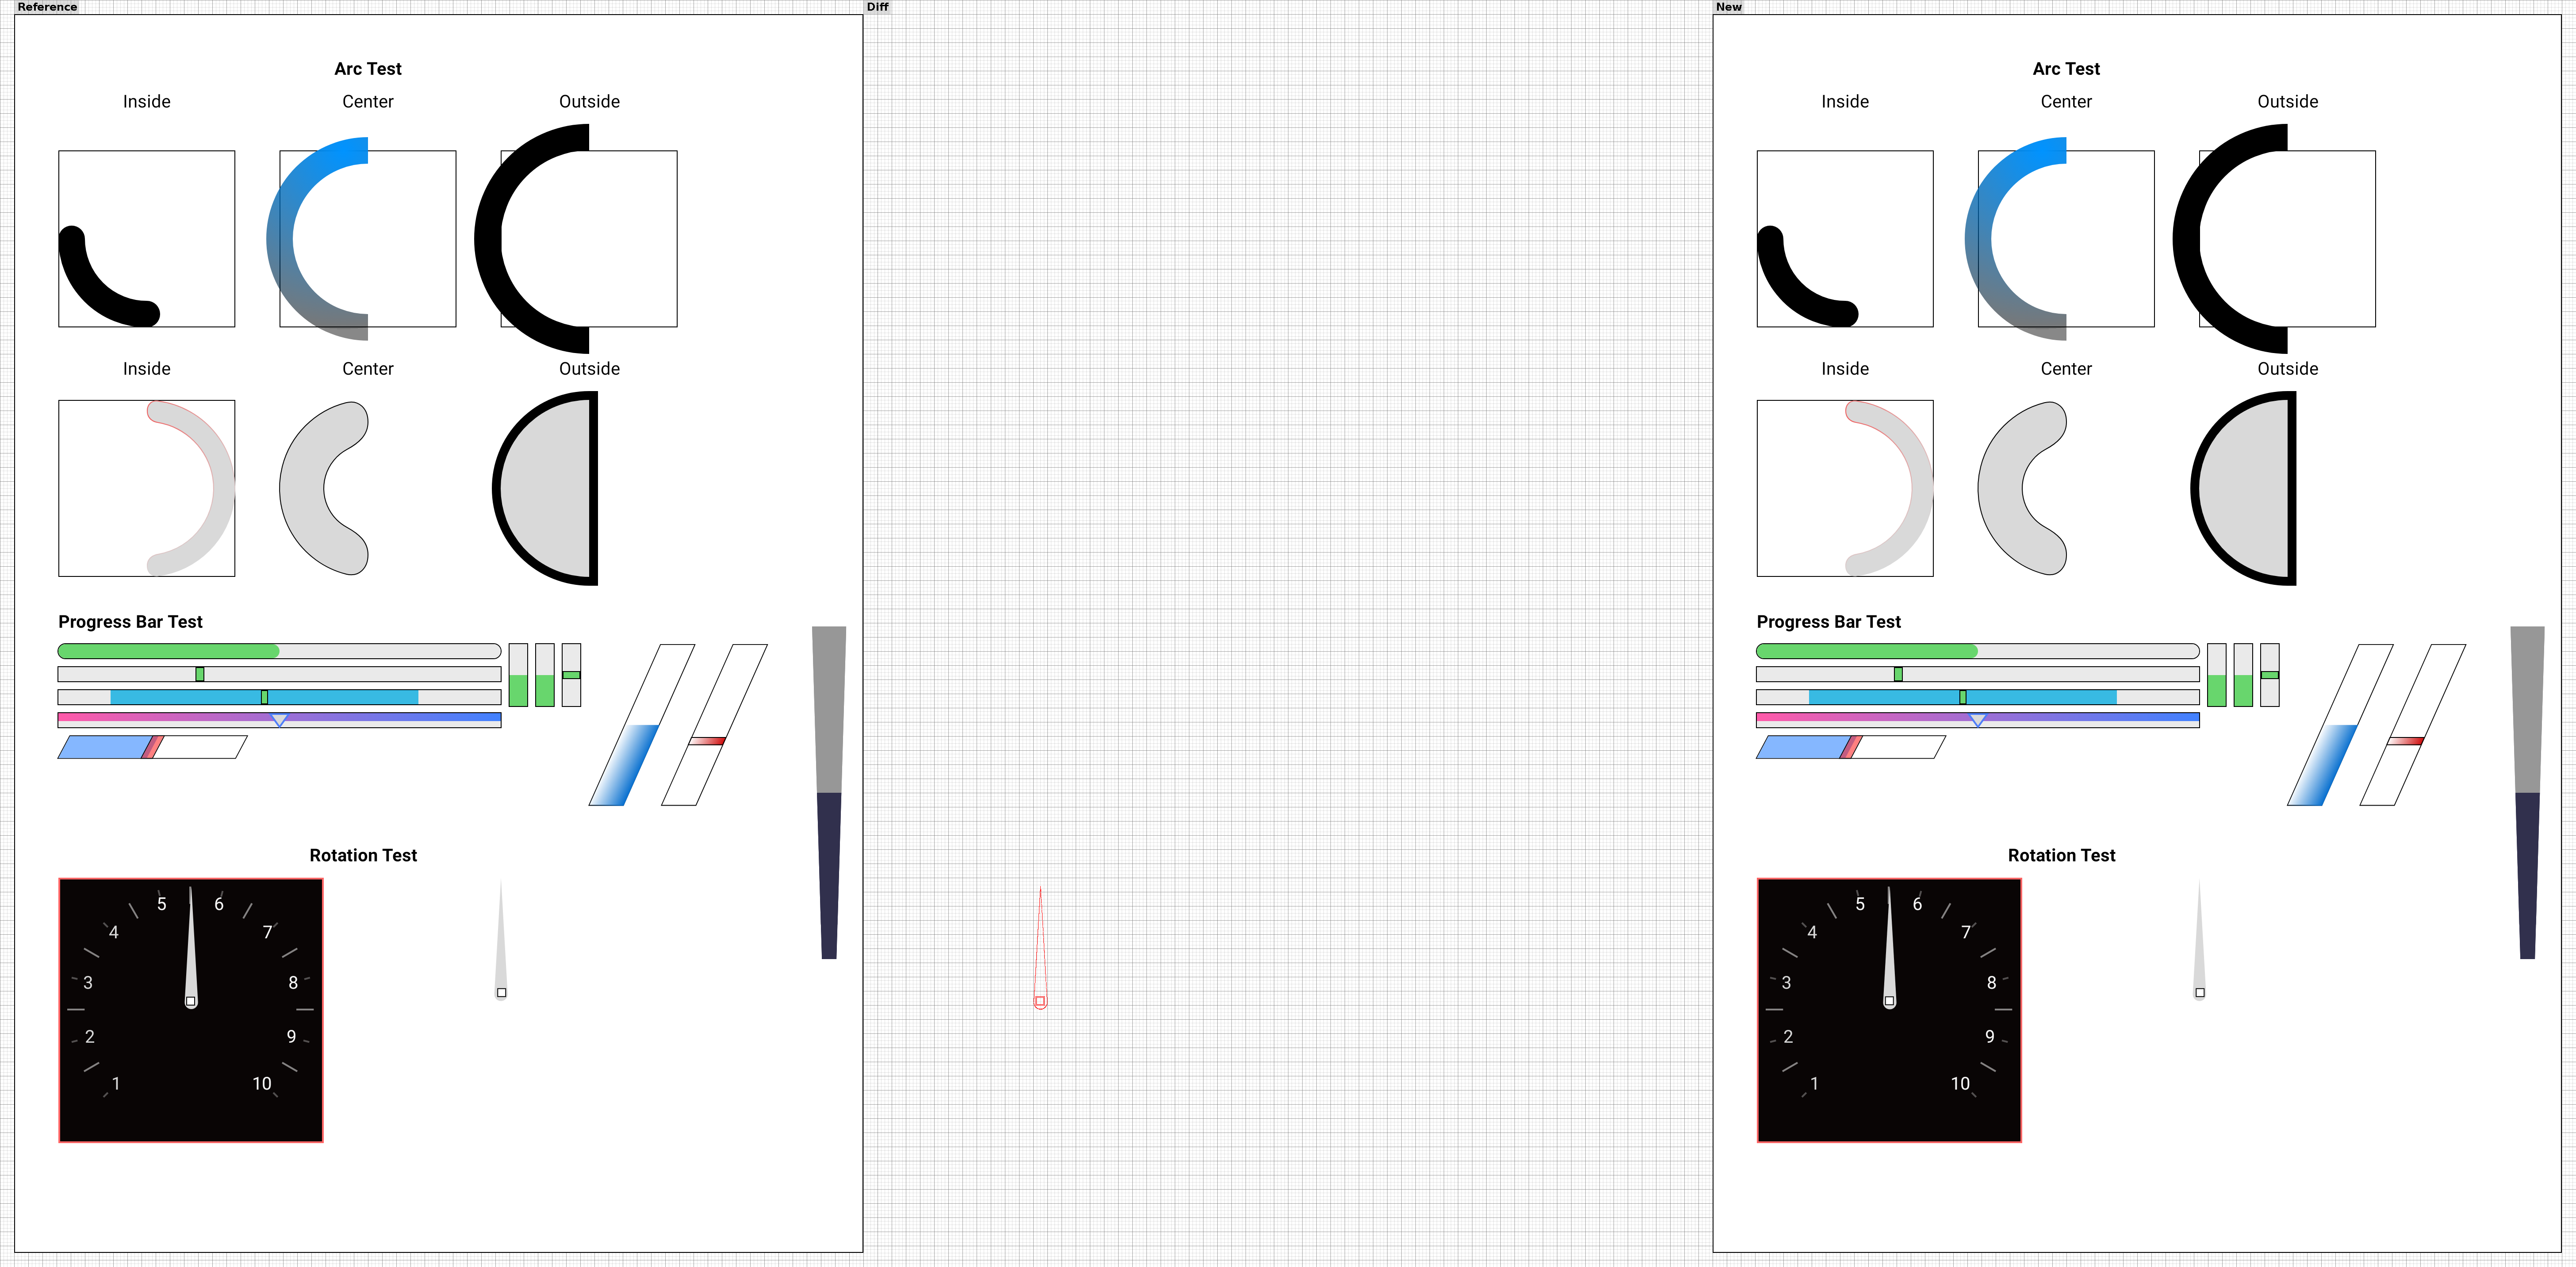 Reference
Diff
New
Arc Test
Inside Center Outside
Inside Center Outside
Progress Bar Test
Rotation Test
5 6
4 7
3 8
2 9
1 10
Arc Test
Inside Center Outside
Inside Center Outside
Progress Bar Test
Rotation Test
5 6
4 7
3 8
2 9
1 10